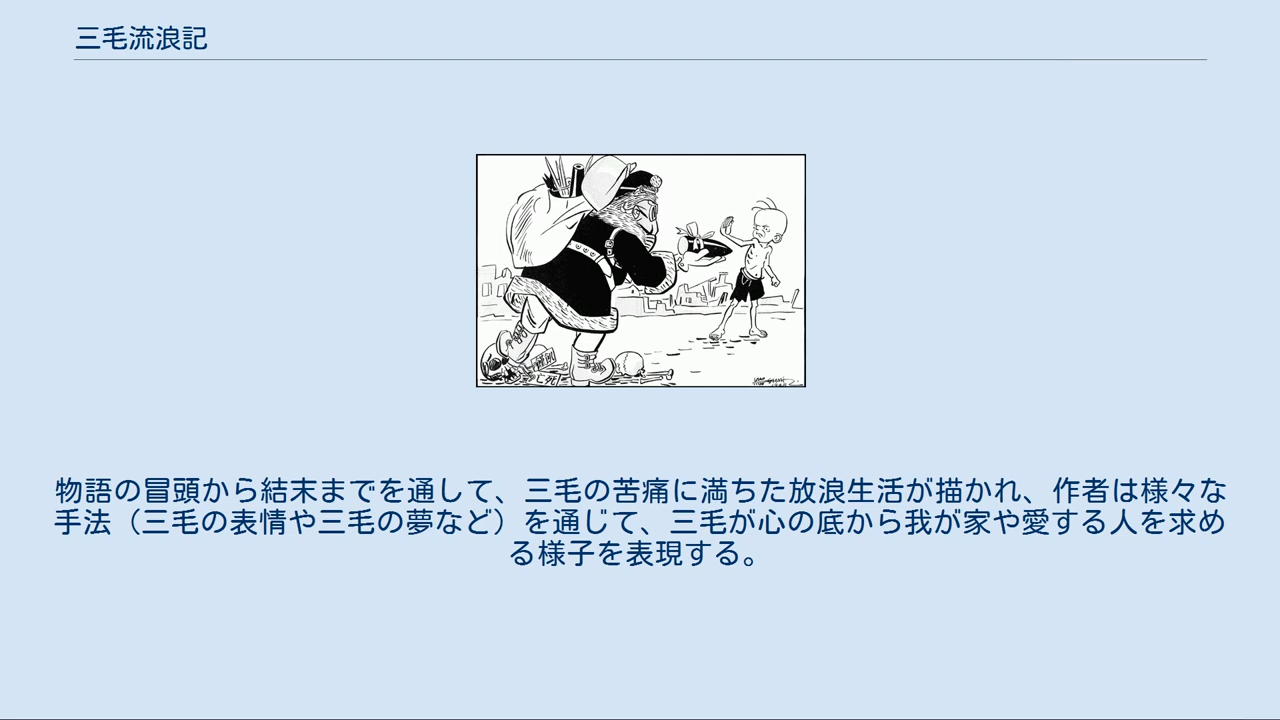 三毛流浪記
物語の冒頭から結末までを通して、三毛の苦痛に満ちた放浪生活が描かれ、作者は様々な
手法（三毛の表情や三毛の夢など）を通じて、三毛が心の底から我が家や愛する人を求め
る様子を表現する。